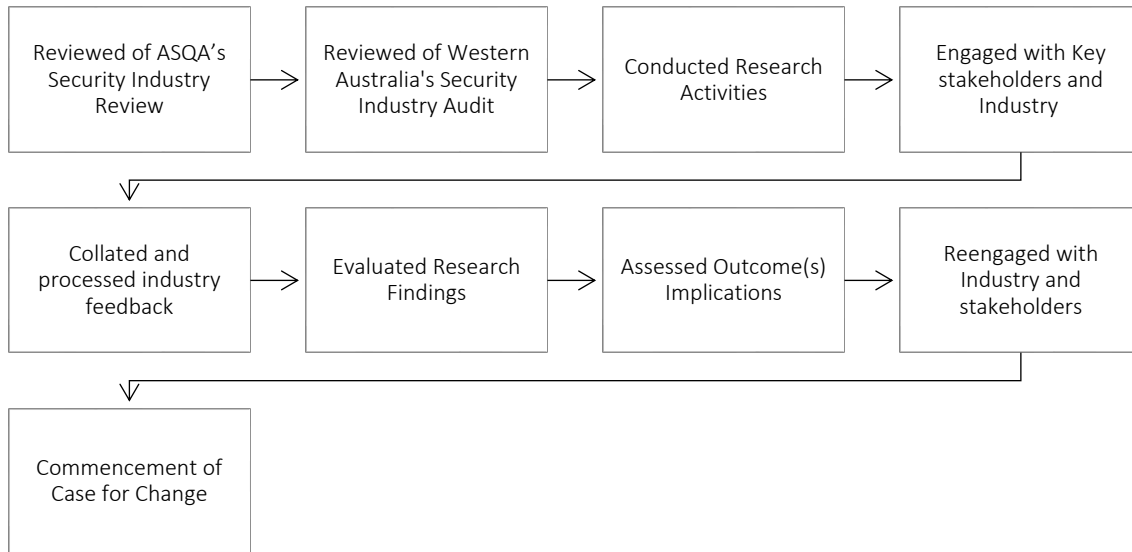 Reviewed of ASQA’s
Security Industry
Review
Reviewed of Western
Australia's Security
Industry Audit
Conducted Research
Activities
Engaged with Key
stakeholders and
Industry
Collated and
processed industry
feedback
Evaluated Research
Findings
Assessed Outcome(s)
Implications
Reengaged with
Industry and
stakeholders
Commencement of
Case for Change